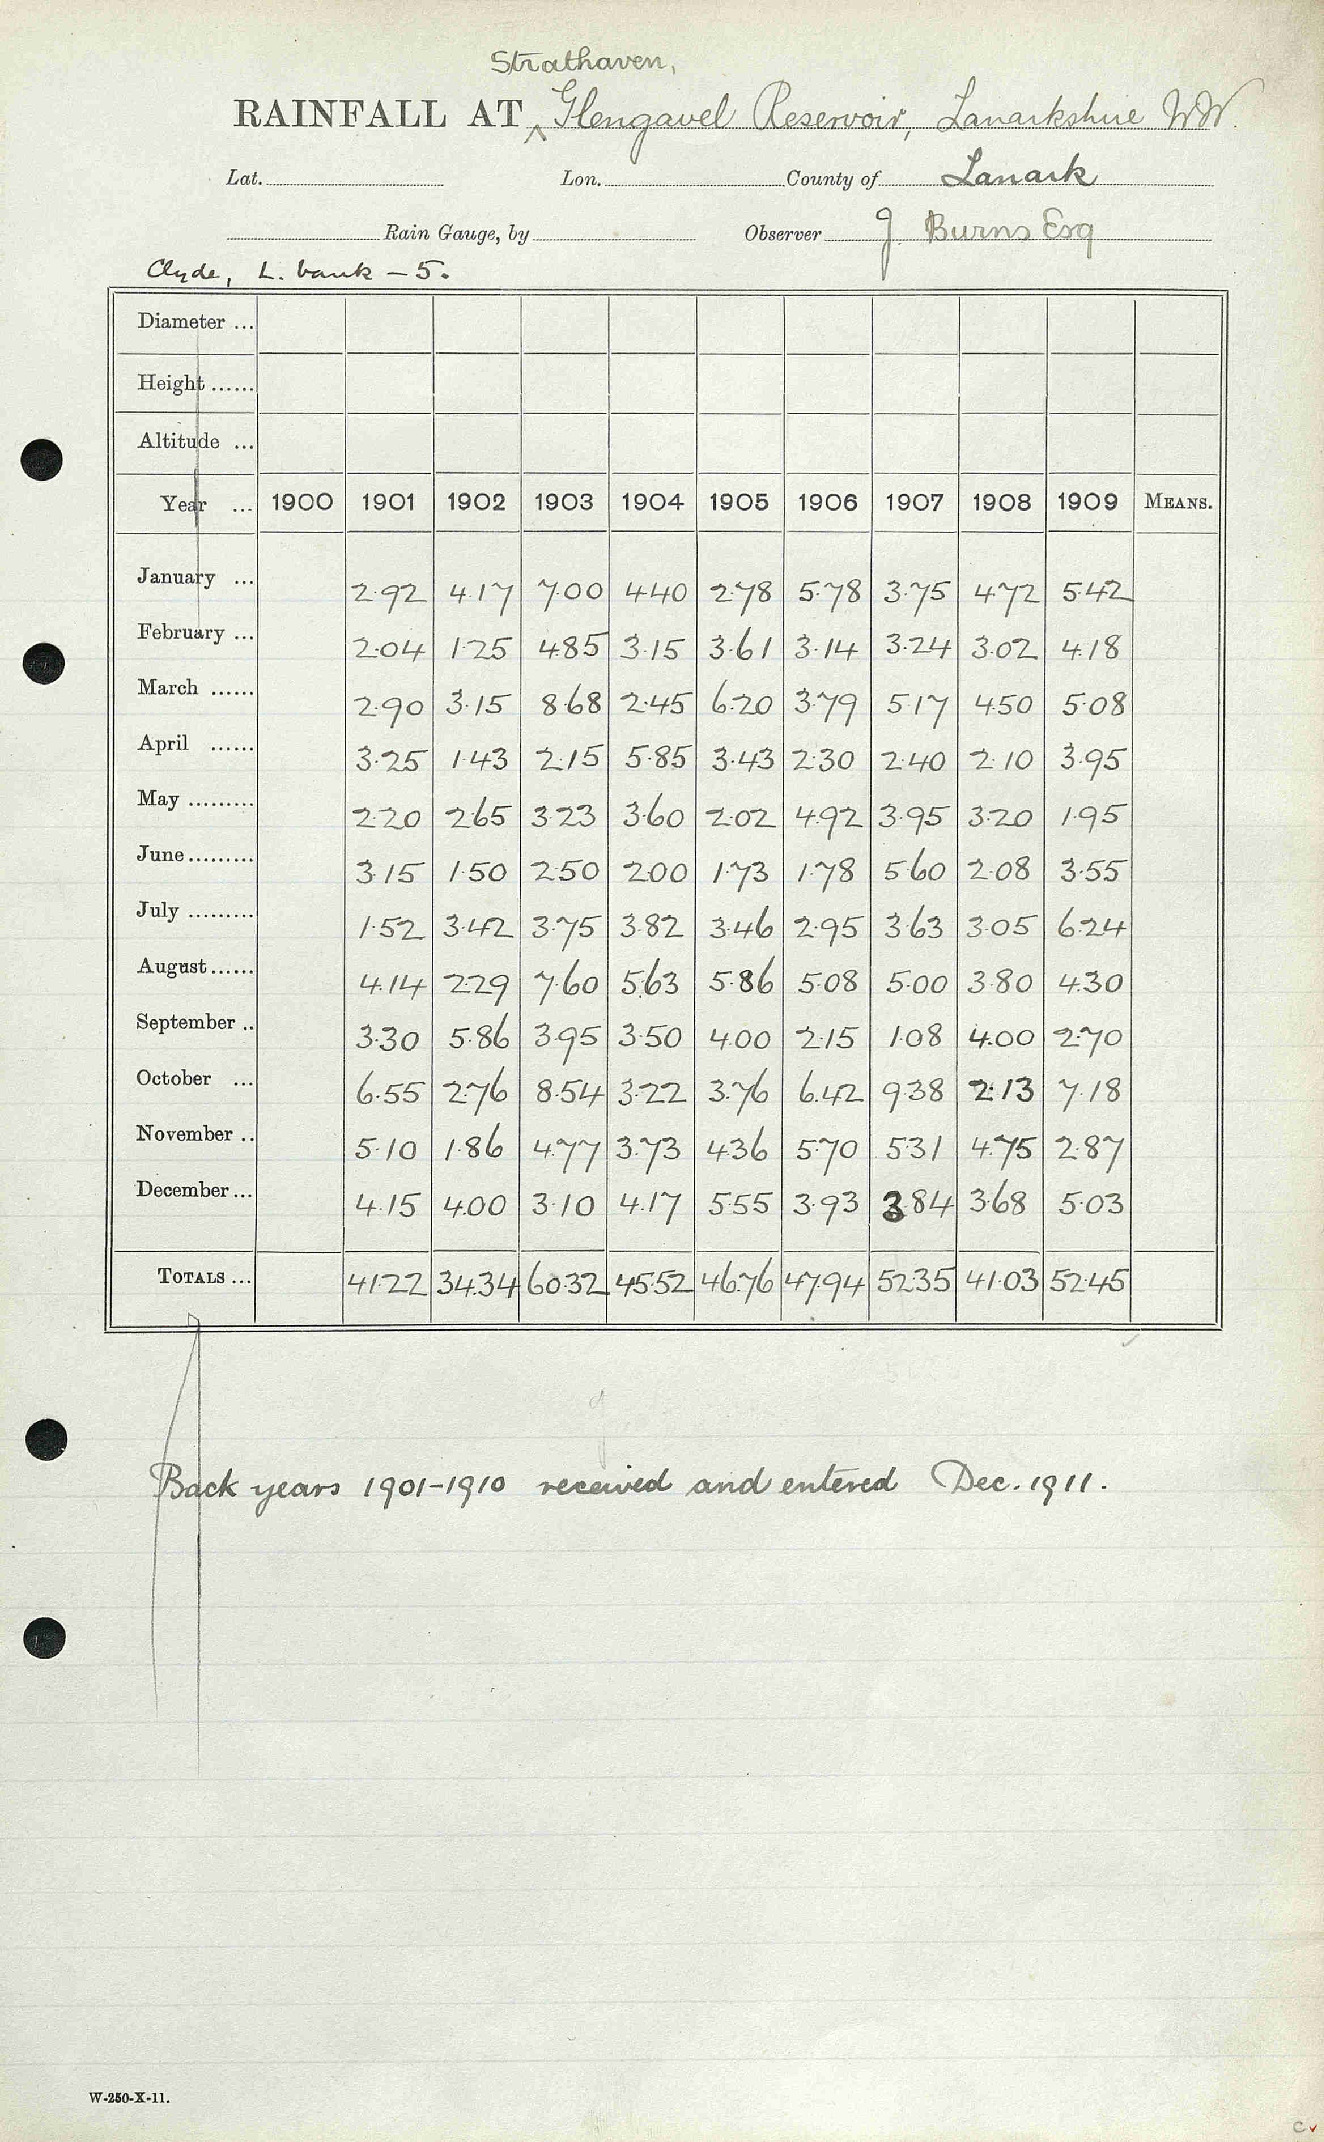 Strathaven,
RAINFALL AT Glengavel Reservoir, Lanarkshire WW.
Lat. Lon. County of Lanark
Rain Gauge, by Observer J. Burns Esq
Clyde, L. bank – 5.
Diameter ...
Height ......
Altitude ...
Year ... 1900 1901 1902 1903 1904 1905 1906 1907 1908 1909 MEANS.
January ... 2.92 4.17 7.00 4.40 2.78 5.78 3.75 4.72 5.42
February ... 2.04 1.25 4.85 3.15 3.61 3.14 3.24 3.02 4.18
March ...... 2.90 3.15 8.68 2.45 6.20 3.79 5.17 4.50 5.08
April ...... 3.25 1.43 2.15 5.85 3.43 2.30 2.40 2.10 3.95
May ......... 2.20 2.65 3.23 3.60 2.02 4.92 3.95 3.20 1.95
June ......... 3.15 1.50 2.50 2.00 1.73 1.78 5.60 2.08 3.55
July ......... 1.52 3.42 3.75 3.82 3.46 2.95 3.63 3.05 6.24
August ...... 4.14 2.29 7.60 5.63 5.86 5.08 5.00 3.80 4.30
September .. 3.30 5.86 3.95 3.50 4.00 2.15 1.08 4.00 2.70
October ... 6.55 2.76 8.54 3.22 3.76 6.42 9.38 2.13 7.18
November .. 5.10 1.86 4.77 3.73 4.36 5.70 5.31 4.75 2.87
December ... 4.15 4.00 3.10 4.17 5.55 3.93 3.84 3.68 5.03
TOTALS ... 41.22 34.34 60.32 45.52 46.76 47.94 52.35 41.03 52.45
Back years 1901-1910 received and entered Dec. 1911.
W-250-X-11.